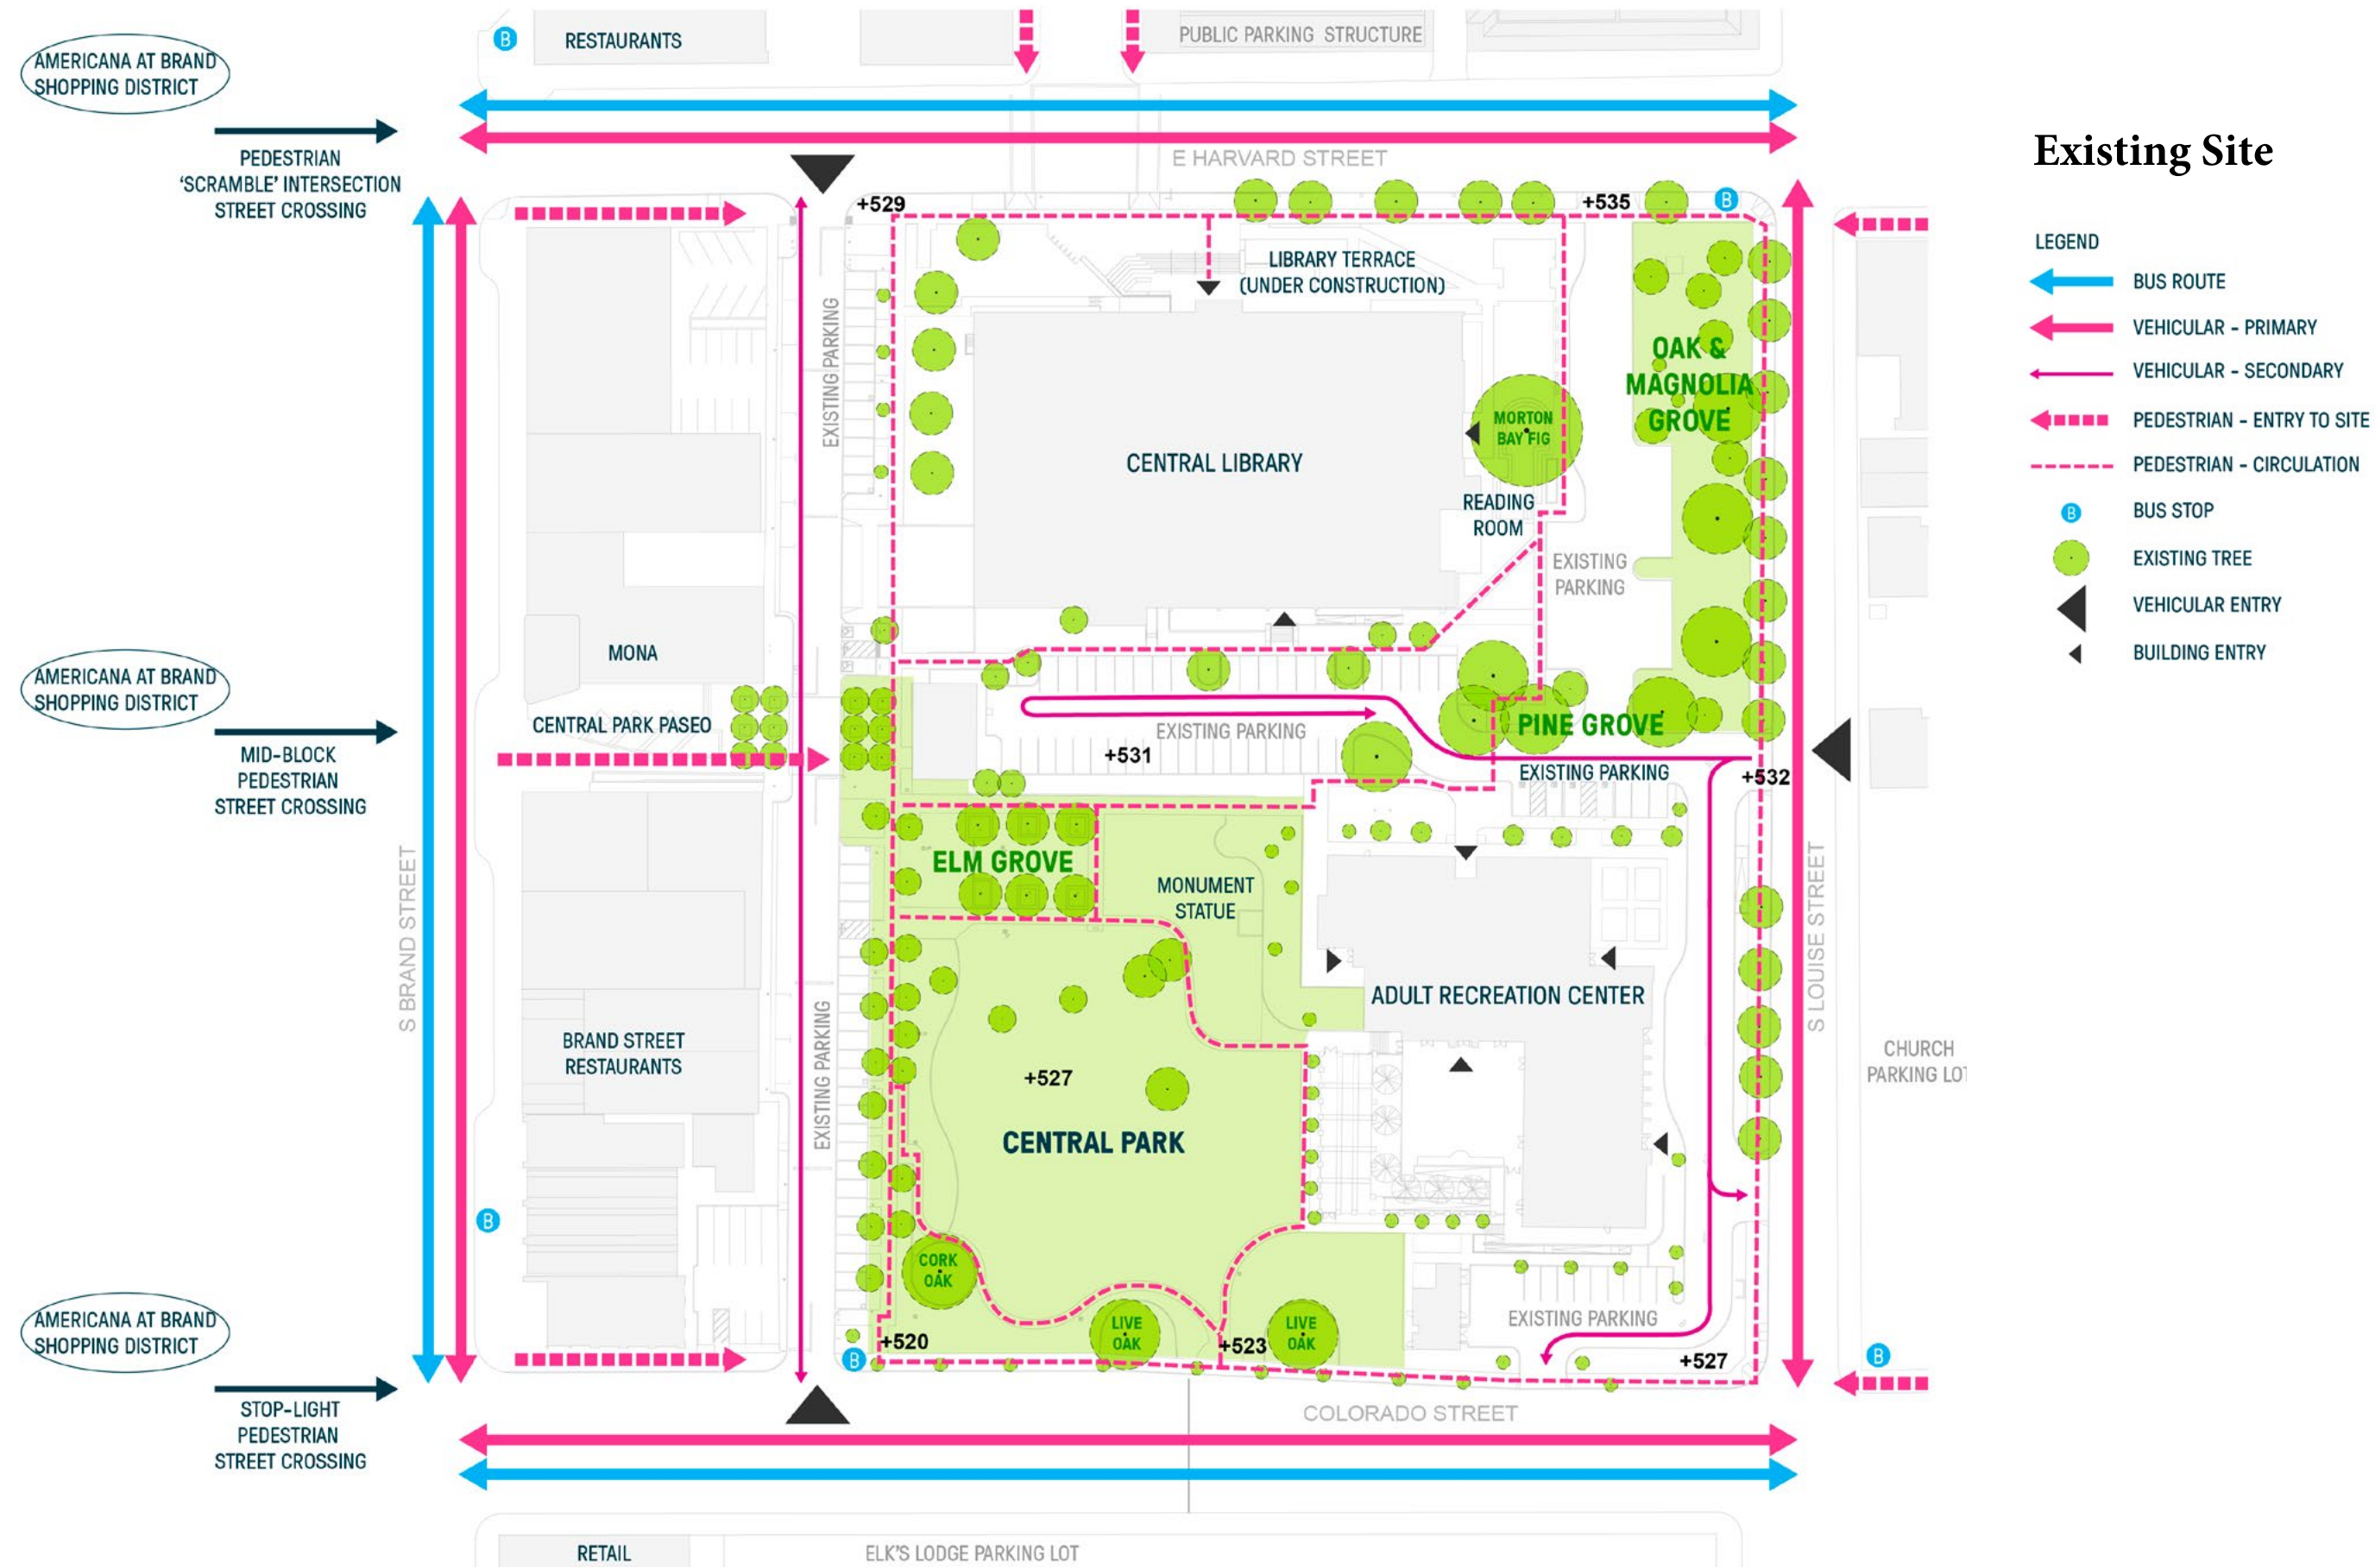 RESTAURANTS
PUBLIC PARKING STRUCTURE
B
AMERICANA AT BRAND
SHOPPING DISTRICT
PEDESTRIAN
‘SCRAMBLE’ INTERSECTION
STREET CROSSING
E HARVARD STREET
Existing Site
+529
+535
B
LEGEND
BUS ROUTE
VEHICULAR - PRIMARY
VEHICULAR - SECONDARY
PEDESTRIAN - ENTRY TO SITE
PEDESTRIAN - CIRCULATION
B
BUS STOP
EXISTING TREE
VEHICULAR ENTRY
BUILDING ENTRY
LIBRARY TERRACE
(UNDER CONSTRUCTION)
EXISTING PARKING
OAK &
MAGNOLIA
GROVE
MORTON
BAY FIG
CENTRAL LIBRARY
READING
ROOM
EXISTING
PARKING
MONA
AMERICANA AT BRAND
SHOPPING DISTRICT
MID-BLOCK
PEDESTRIAN
STREET CROSSING
CENTRAL PARK PASEO
EXISTING PARKING
PINE GROVE
+531
EXISTING PARKING
+532
ELM GROVE
MONUMENT
STATUE
S BRAND STREET
S LOUISE STREET
ADULT RECREATION CENTER
BRAND STREET
RESTAURANTS
EXISTING PARKING
CHURCH
PARKING LOT
+527
CENTRAL PARK
B
CORK
OAK
LIVE
OAK
LIVE
OAK
EXISTING PARKING
AMERICANA AT BRAND
SHOPPING DISTRICT
STOP-LIGHT
PEDESTRIAN
STREET CROSSING
+520
+523
+527
B
B
COLORADO STREET
RETAIL
ELK'S LODGE PARKING LOT